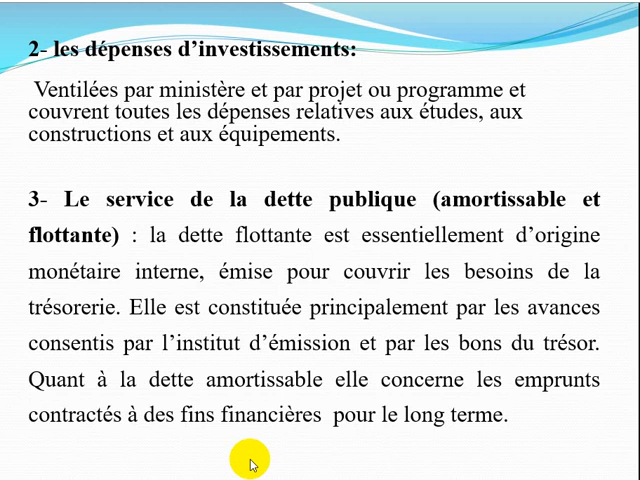 2- les dépenses d’investissements:
Ventilées par ministère et par projet ou programme et
couvrent toutes les dépenses relatives aux études, aux
constructions et aux équipements.
3- Le service de la dette publique (amortissable et
flottante) : la dette flottante est essentiellement d’origine
monétaire interne, émise pour couvrir les besoins de la
trésorerie. Elle est constituée principalement par les avances
consentis par l’institut d’émission et par les bons du trésor.
Quant à la dette amortissable elle concerne les emprunts
contractés à des fins financières pour le long terme.